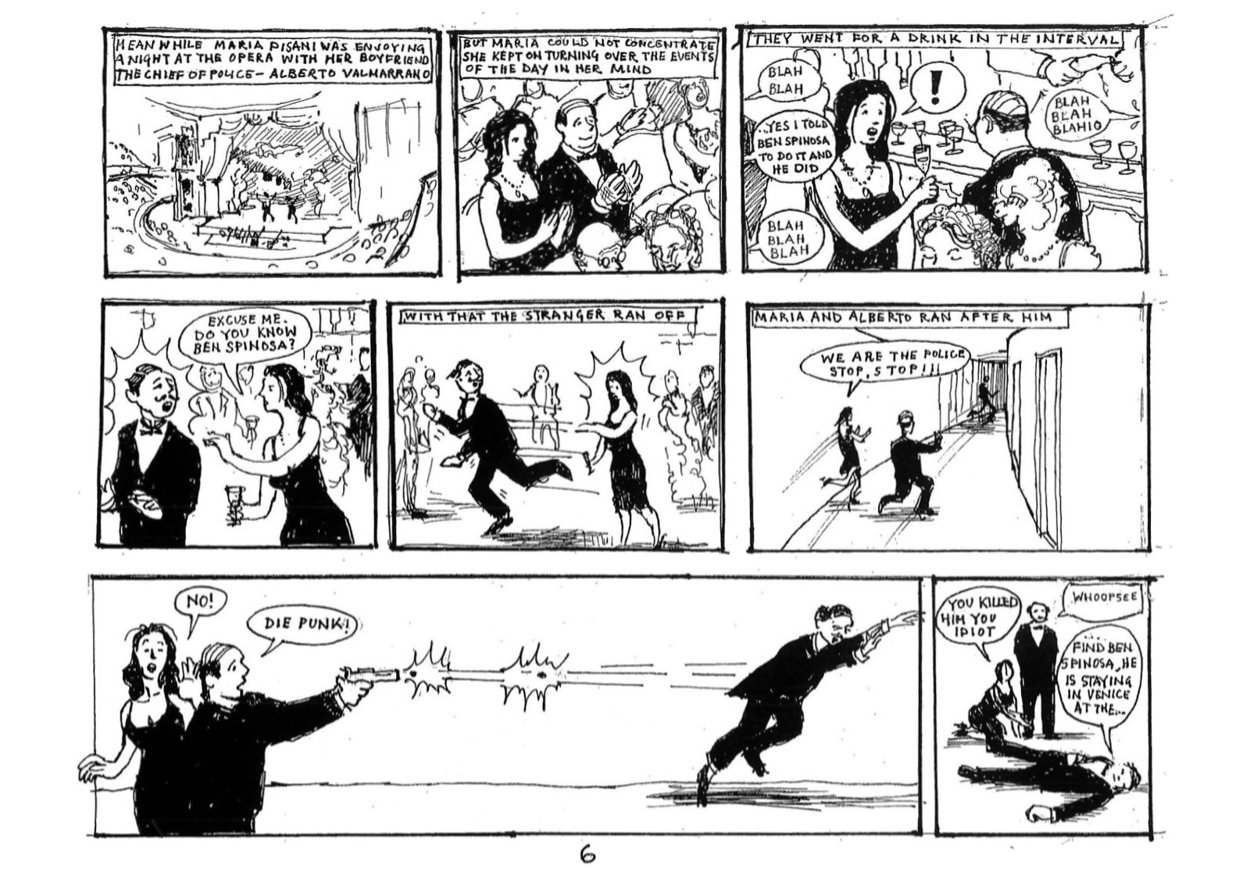 MEANWHILE MARIA PISANI WAS ENJOYING
A NIGHT AT THE OPERA WITH HER BOYFRIEND
THE CHIEF OF POLICE - ALBERTO VALMARRANO
BUT MARIA COULD NOT CONCENTRATE
SHE KEPT ON TURNING OVER THE EVENTS
OF THE DAY IN HER MIND
THEY WENT FOR A DRINK IN THE INTERVAL
BLAH
BLAH
!
BLAH
BLAH
BLAHIO
...YES I TOLD
BEN SPINOSA
TO DO IT AND
HE DID
BLAH
BLAH
BLAH
EXCUSE ME.
DO YOU KNOW
BEN SPINOSA?
WITH THAT THE STRANGER RAN OFF
MARIA AND ALBERTO RAN AFTER HIM
WE ARE THE POLICE
STOP, STOP!!!
NO!
DIE PUNK!
YOU KILLED
HIM YOU
IDIOT
WHOOPSEE
....
FIND BEN
SPINOSA, HE
IS STAYING
IN VENICE
AT THE...
6